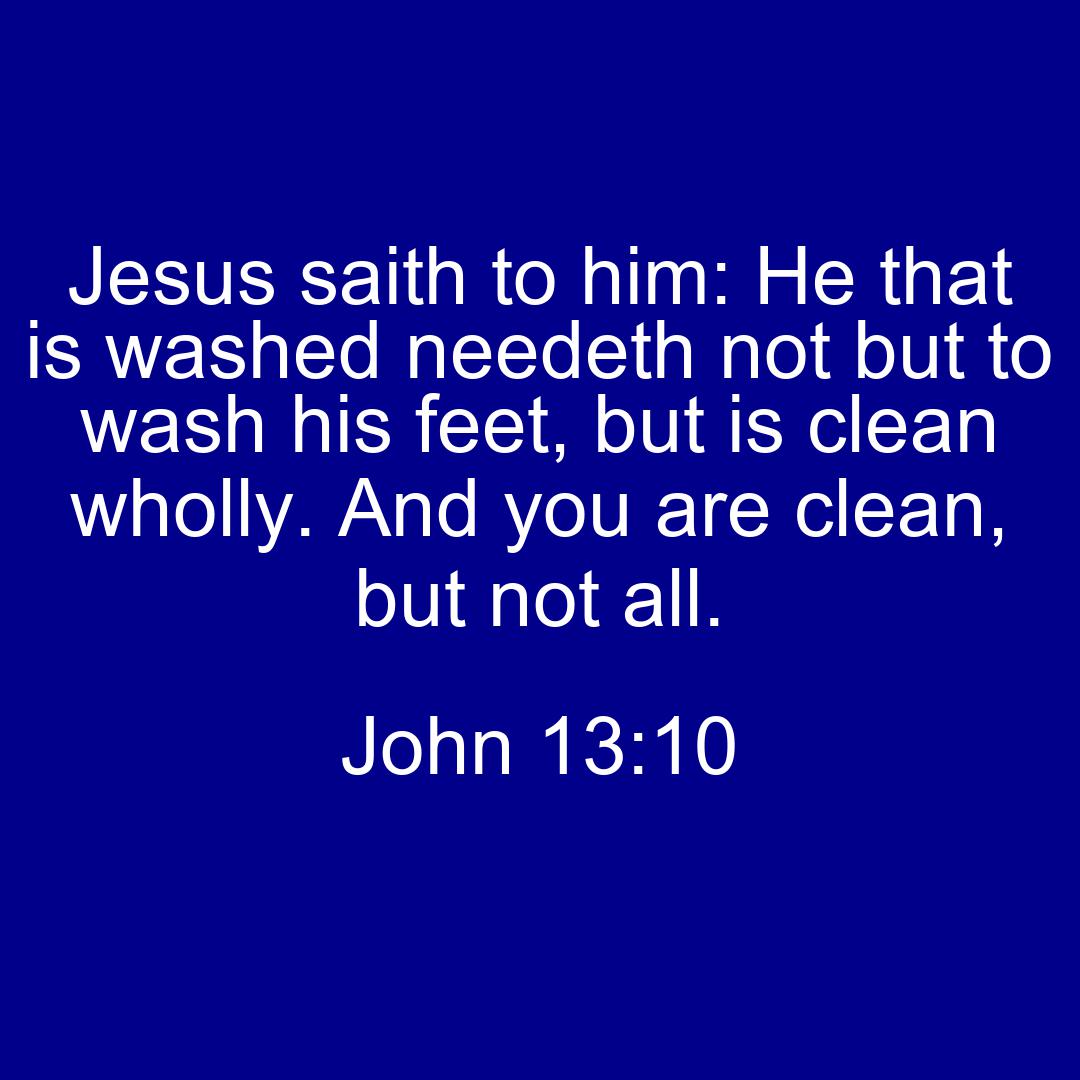 Jesus saith to him: He that
is washed needeth not but to
wash his feet, but is clean
wholly. And you are clean,
but not all.
John 13:10